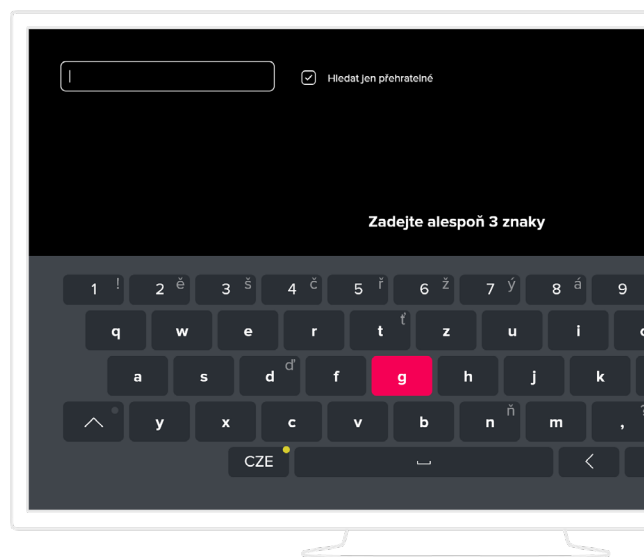 Hledat jen přehratelné
Zadejte alespoň 3 znaky
1 ! 2 ě 3 š 4 č 5 ř 6 ž 7 ý 8 á 9
q w e r t ť z u i
a s d ď f g h j k
y x c v b n ň m , ?
CZE